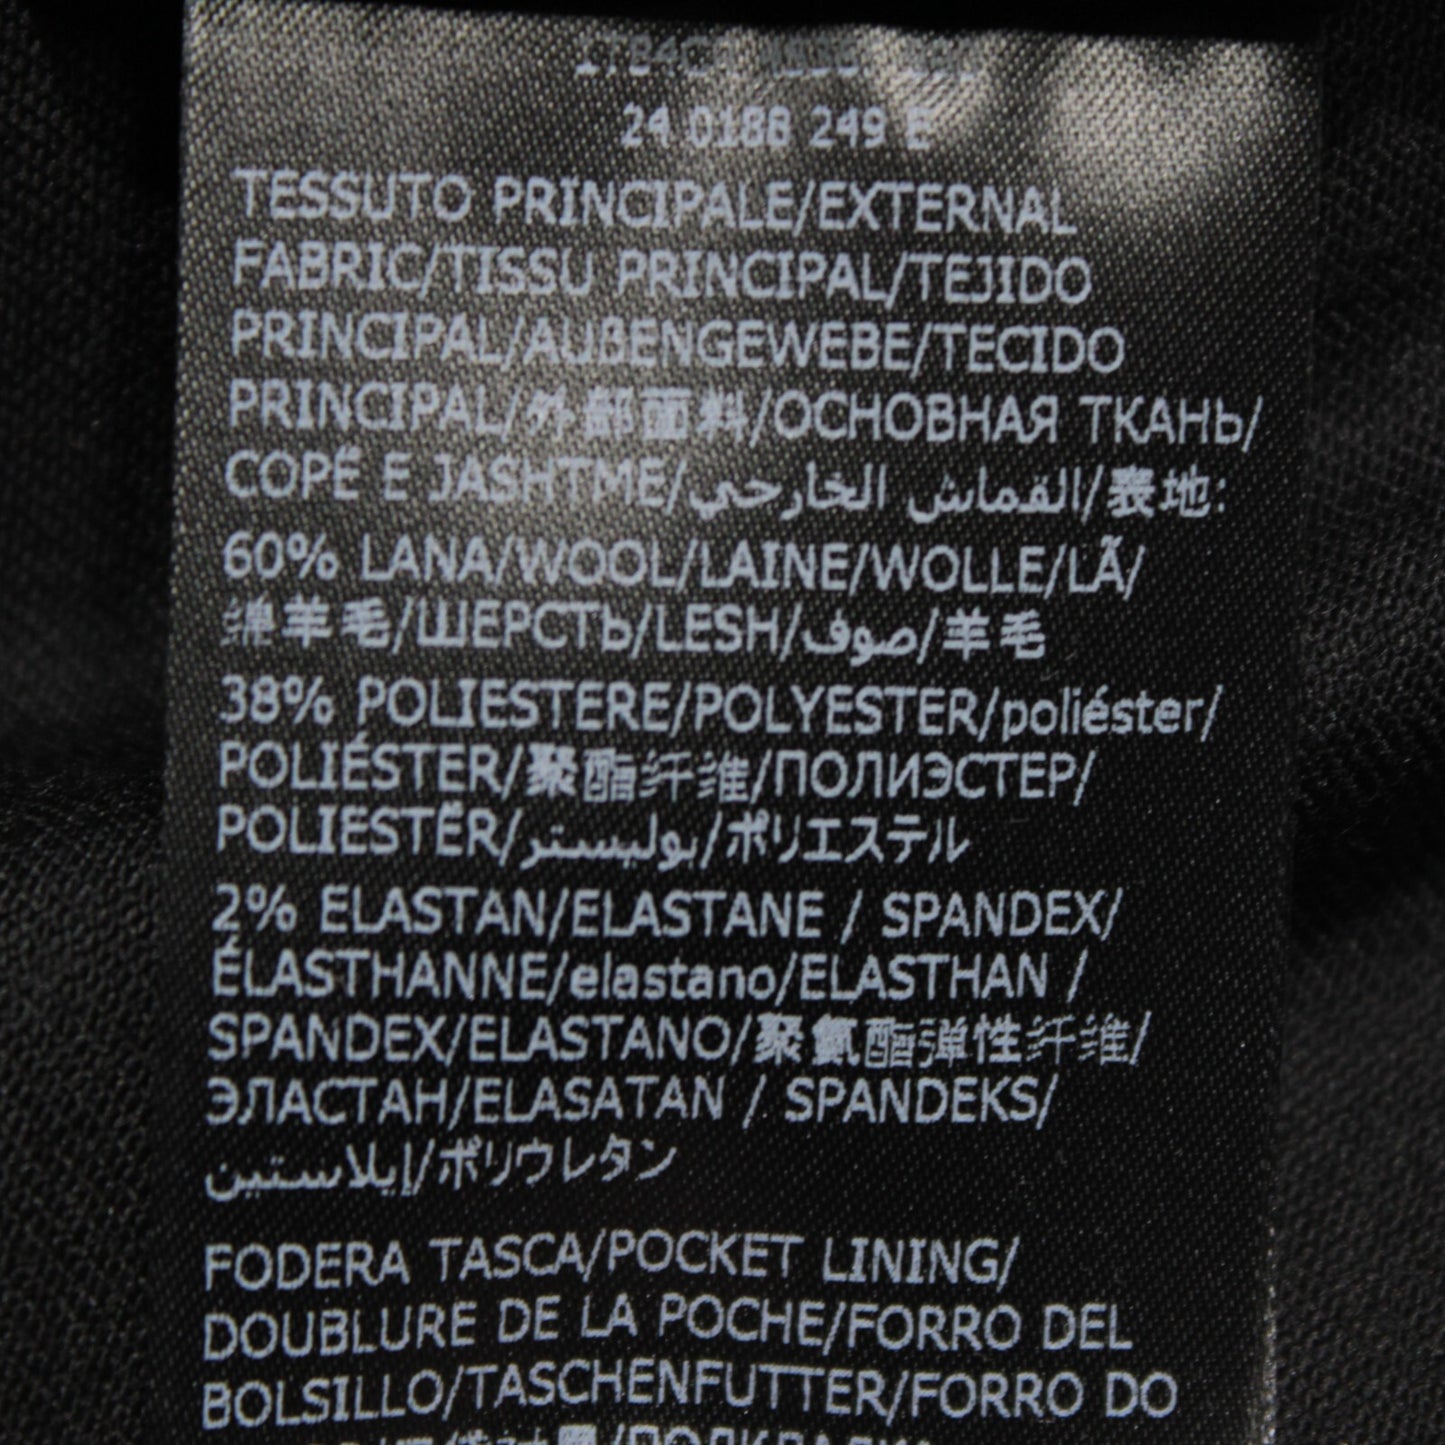 24 0188 249 E
TESSUTO PRINCIPALE/EXTERNAL
FABRIC/TISSU PRINCIPAL/TEJIDO
PRINCIPAL/AUßENGEWEBE/TECIDO
PRINCIPAL/外部面料/ОСНОВНАЯ ТКАНЬ/
COPË E JASHTME/القماش الخارجي/表地:
60% LANA/WOOL/LAINE/WOLLE/LÃ/
绵羊毛/ШЕРСТЬ/LESH/صوف/羊毛
38% POLIESTERE/POLYESTER/poliéster/
POLIÉSTER/聚酯纤维/ПОЛИЭСТЕР/
POLIESTËR/بوليستر/ポリエステル
2% ELASTAN/ELASTANE / SPANDEX/
ÉLASTHANNE/elastano/ELASTHAN /
SPANDEX/ELASTANO/聚氨酯弹性纤维/
ЭЛАСТАН/ELASATAN / SPANDEKS/
إيلاستين/ポリウレタン
FODERA TASCA/POCKET LINING/
DOUBLURE DE LA POCHE/FORRO DEL
BOLSILLO/TASCHENFUTTER/FORRO DO